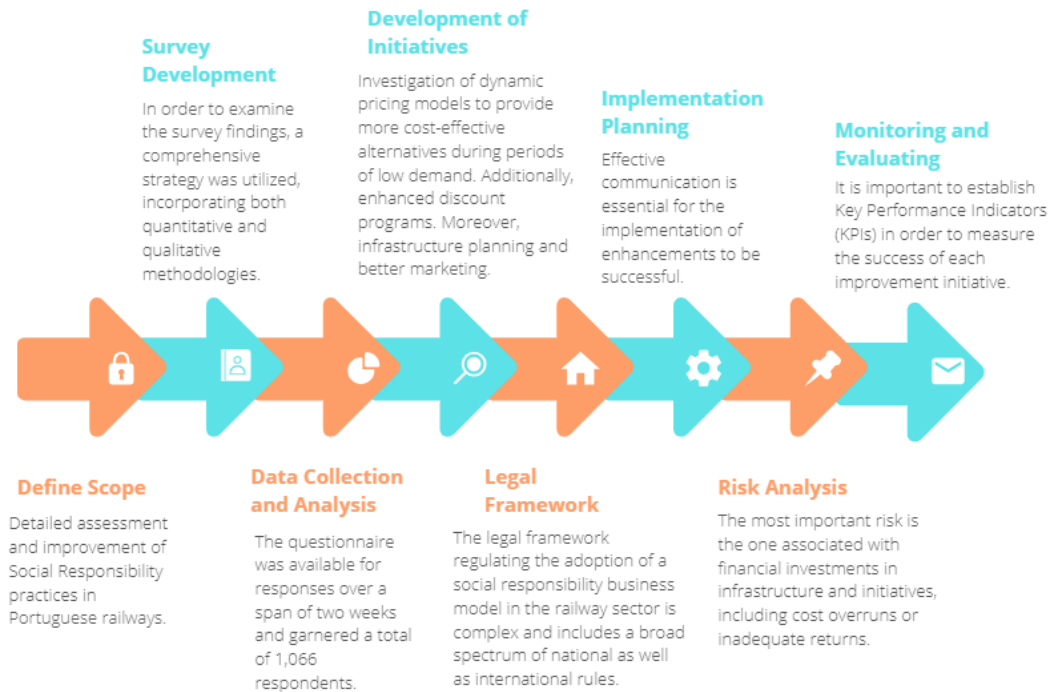 Survey
Development
In order to examine
the survey findings, a
comprehensive
strategy was utilized,
incorporating both
quantitative and
qualitative
methodologies.
Development of
Initiatives
Investigation of dynamic
pricing models to provide
more cost-effective
alternatives during periods
of low demand. Additionally,
enhanced discount
programs. Moreover,
infrastructure planning and
better marketing.
Implementation
Planning
Effective
communication is
essential for the
implementation of
enhancements to be
successful.
Monitoring and
Evaluating
It is important to establish
Key Performance Indicators
(KPIs) in order to measure
the success of each
improvement initiative.
Define Scope
Detailed assessment
and improvement of
Social Responsibility
practices in
Portuguese railways.
Data Collection
and Analysis
The questionnaire
was available for
responses over a
span of two weeks
and garnered a total
of 1,066
respondents.
Legal
Framework
The legal framework
regulating the adoption of a
social responsibility business
model in the railway sector is
complex and includes a broad
spectrum of national as well
as international rules.
Risk Analysis
The most important risk is
the one associated with
financial investments in
infrastructure and initiatives,
including cost overruns or
inadequate returns.